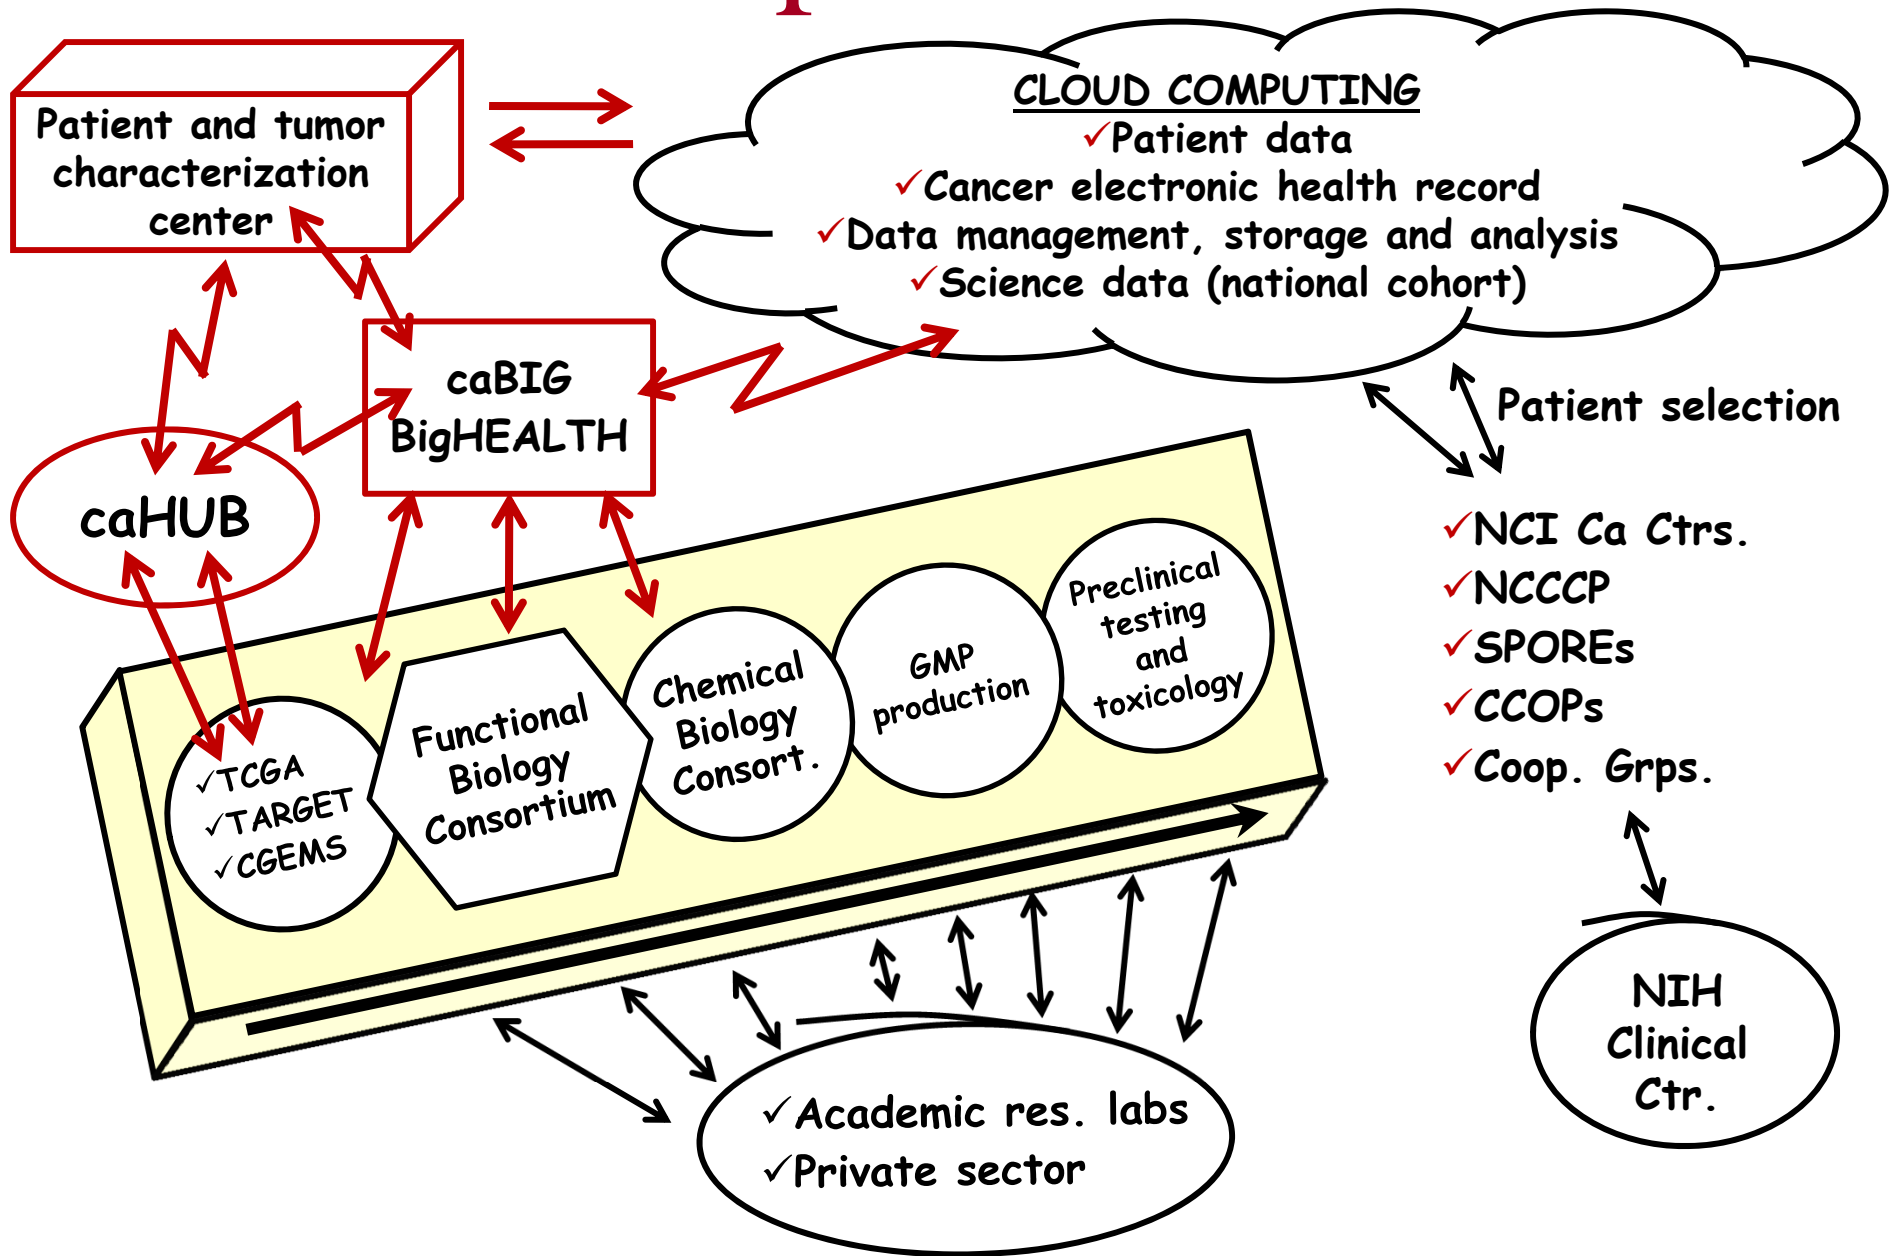 Patient and tumor
characterization
center
CLOUD COMPUTING
✓Patient data
✓Cancer electronic health record
✓Data management, storage and analysis
✓Science data (national cohort)
caBIG
BigHEALTH
caHUB
Patient selection
✓NCI Ca Ctrs.
✓NCCCP
✓SPOREs
✓CCOPs
✓Coop. Grps.
✓TCGA
✓TARGET
✓CGEMS
Functional
Biology
Consortium
Chemical
Biology
Consort.
GMP
production
Preclinical
testing
and
toxicology
✓Academic res. labs
✓Private sector
NIH
Clinical
Ctr.